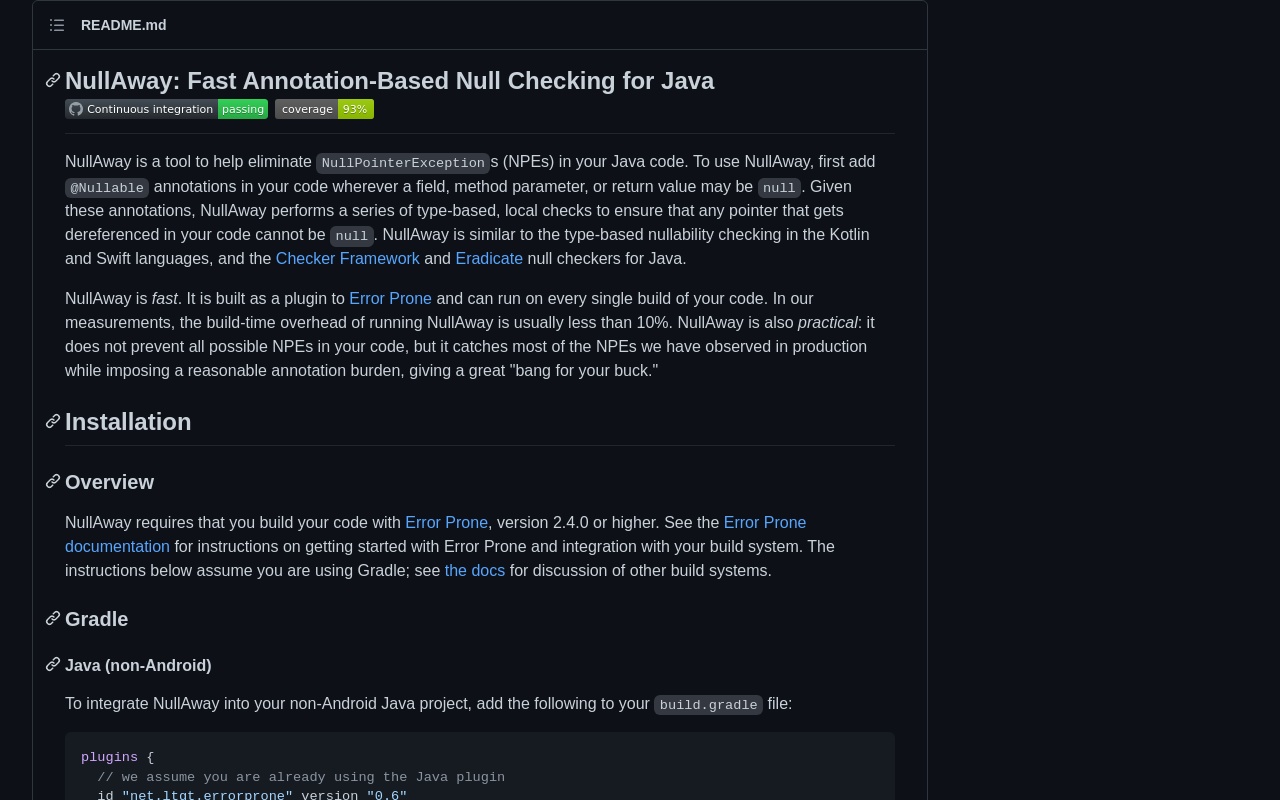 README.md
NullAway: Fast Annotation-Based Null Checking for Java
Continuous integration passing coverage 93%
NullAway is a tool to help eliminate NullPointerExceptions (NPEs) in your Java code. To use NullAway, first add
@Nullable annotations in your code wherever a field, method parameter, or return value may be null. Given
these annotations, NullAway performs a series of type-based, local checks to ensure that any pointer that gets
dereferenced in your code cannot be null. NullAway is similar to the type-based nullability checking in the Kotlin
and Swift languages, and the Checker Framework and Eradicate null checkers for Java.
NullAway is fast. It is built as a plugin to Error Prone and can run on every single build of your code. In our
measurements, the build-time overhead of running NullAway is usually less than 10%. NullAway is also practical: it
does not prevent all possible NPEs in your code, but it catches most of the NPEs we have observed in production
while imposing a reasonable annotation burden, giving a great "bang for your buck."
Installation
Overview
NullAway requires that you build your code with Error Prone, version 2.4.0 or higher. See the Error Prone
documentation for instructions on getting started with Error Prone and integration with your build system. The
instructions below assume you are using Gradle; see the docs for discussion of other build systems.
Gradle
Java (non-Android)
To integrate NullAway into your non-Android Java project, add the following to your build.gradle file:
plugins {
// we assume you are already using the Java plugin
id "net.ltgt.errorprone" version "0.6"